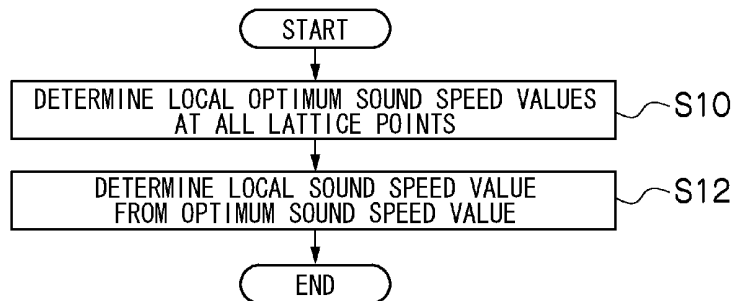 START
DETERMINE LOCAL OPTIMUM SOUND SPEED VALUES
AT ALL LATTICE POINTS
S10
DETERMINE LOCAL SOUND SPEED VALUE
FROM OPTIMUM SOUND SPEED VALUE
S12
END